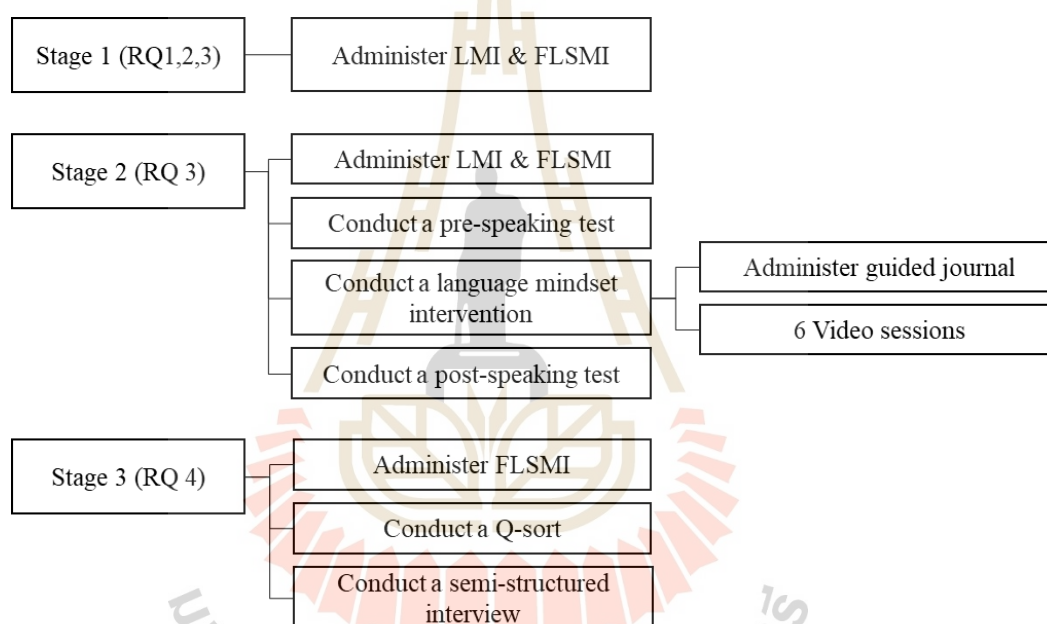 Stage 1 (RQ1,2,3)
Administer LMI & FLSMI
Stage 2 (RQ 3)
Administer LMI & FLSMI
Conduct a pre-speaking test
Conduct a language mindset
intervention
Administer guided journal
6 Video sessions
Conduct a post-speaking test
Stage 3 (RQ 4)
Administer FLSMI
Conduct a Q-sort
Conduct a semi-structured
interview